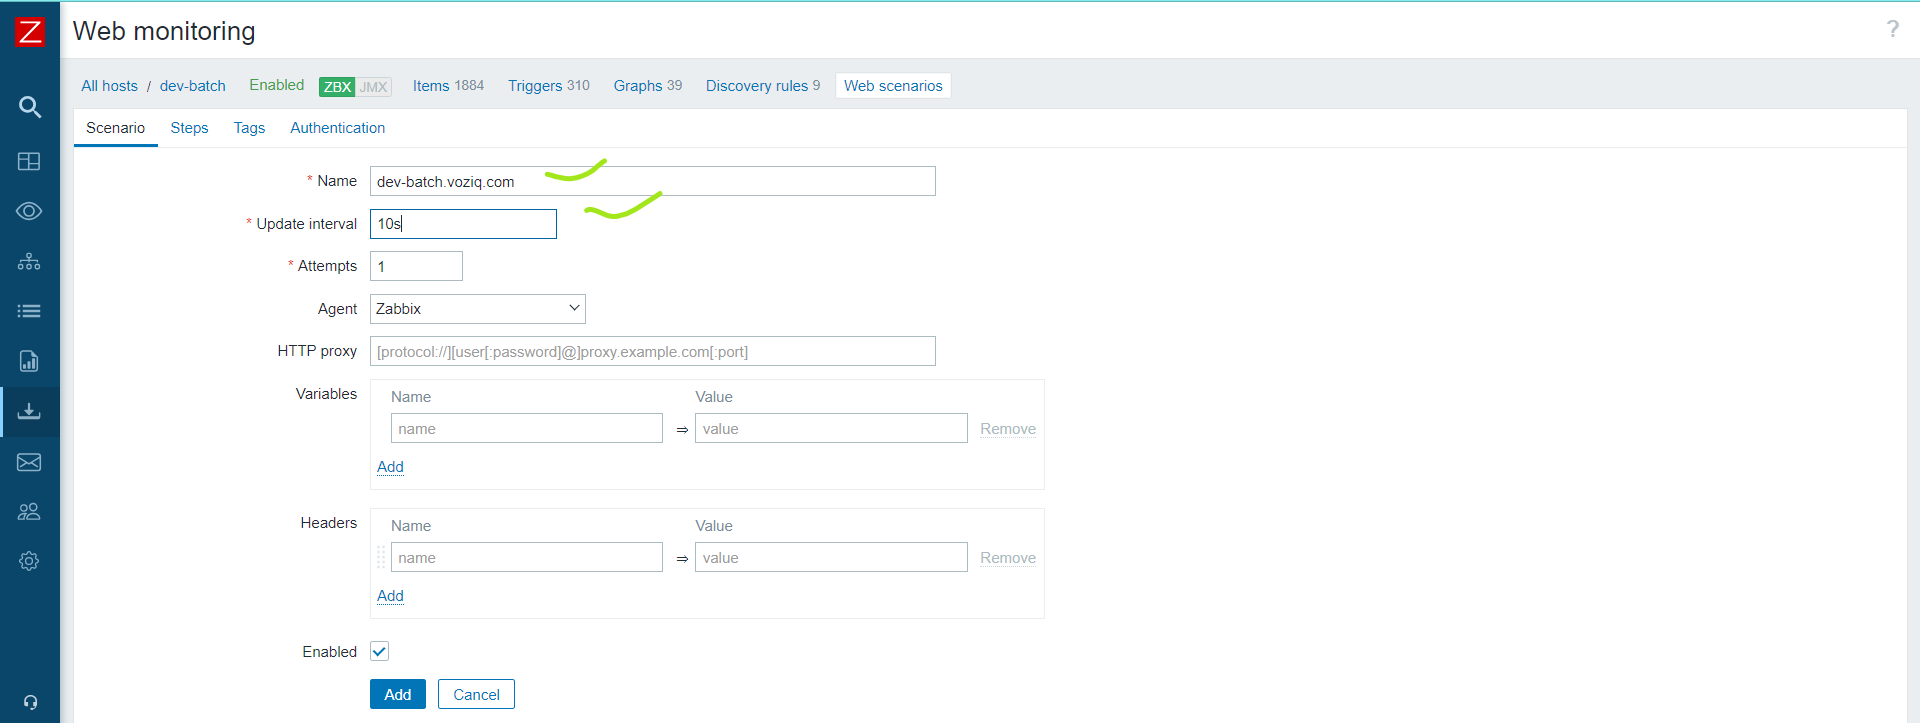 Z
Web monitoring
?
All hosts / dev-batch Enabled ZBX JMX Items 1884 Triggers 310 Graphs 39 Discovery rules 9 Web scenarios
Scenario Steps Tags Authentication
* Name dev-batch.voziq.com
* Update interval 10s
* Attempts 1
Agent Zabbix
HTTP proxy [protocol://][user[:password]@]proxy.example.com[:port]
Variables Name Value
name ⇒ value Remove
Add
Headers Name Value
name ⇒ value Remove
Add
Enabled
Add Cancel